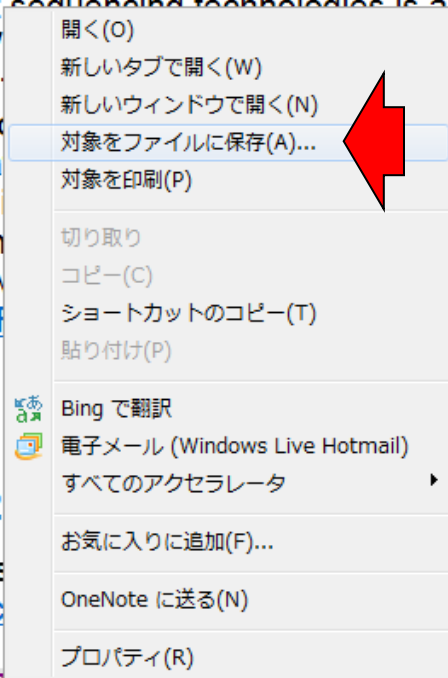 sequencing technologies is a
開く(O)
新しいタブで開く(W)
新しいウィンドウで開く(N)
対象をファイルに保存(A)...
対象を印刷(P)
切り取り
コピー(C)
ショートカットのコピー(T)
貼り付け(P)
Bing で翻訳
電子メール (Windows Live Hotmail)
すべてのアクセラレータ
お気に入りに追加(F)...
OneNote に送る(N)
プロパティ(R)